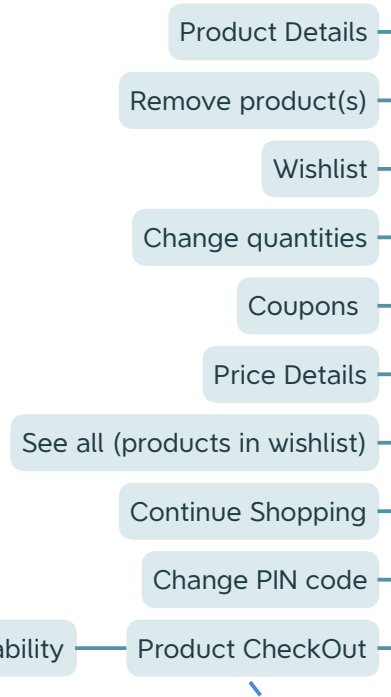 Product Details
Remove product(s)
Wishlist
Change quantities
Coupons
Price Details
See all (products in wishlist)
Continue Shopping
Change PIN code
Product CheckOut